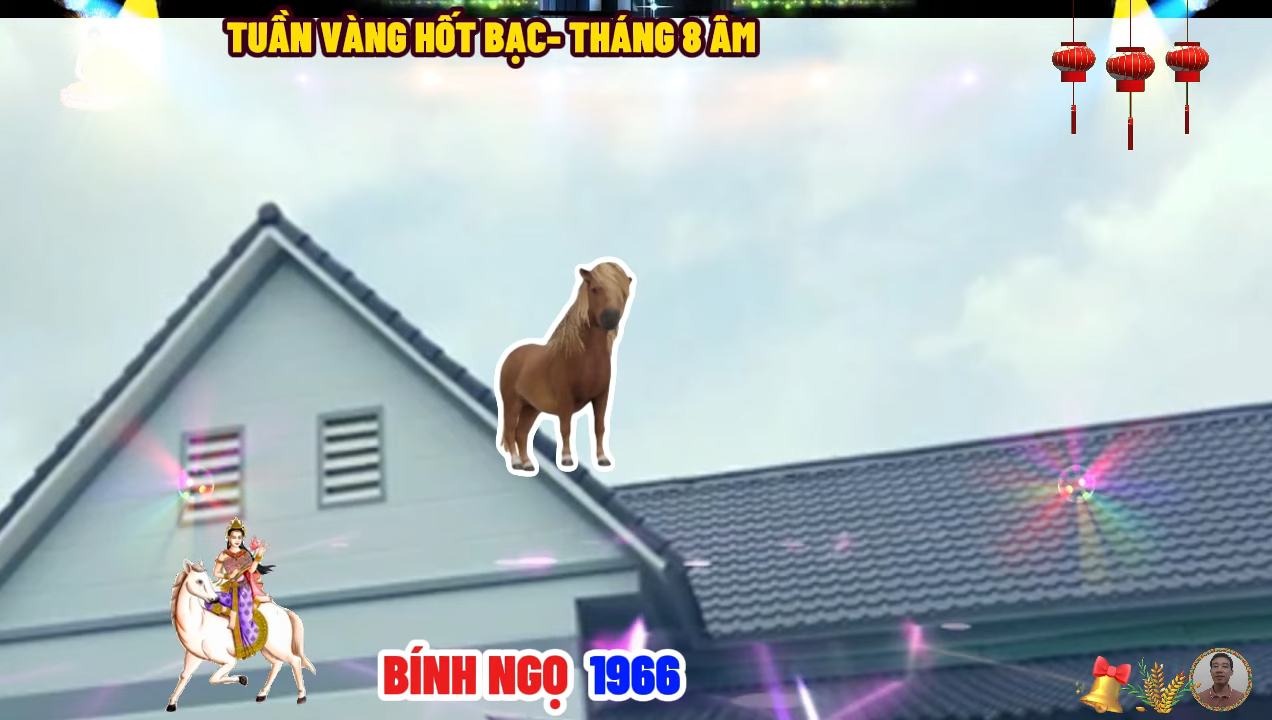 TUẦN VÀNG HỐT BẠC- THÁNG 8 ÂM
BÍNH NGỌ 1966